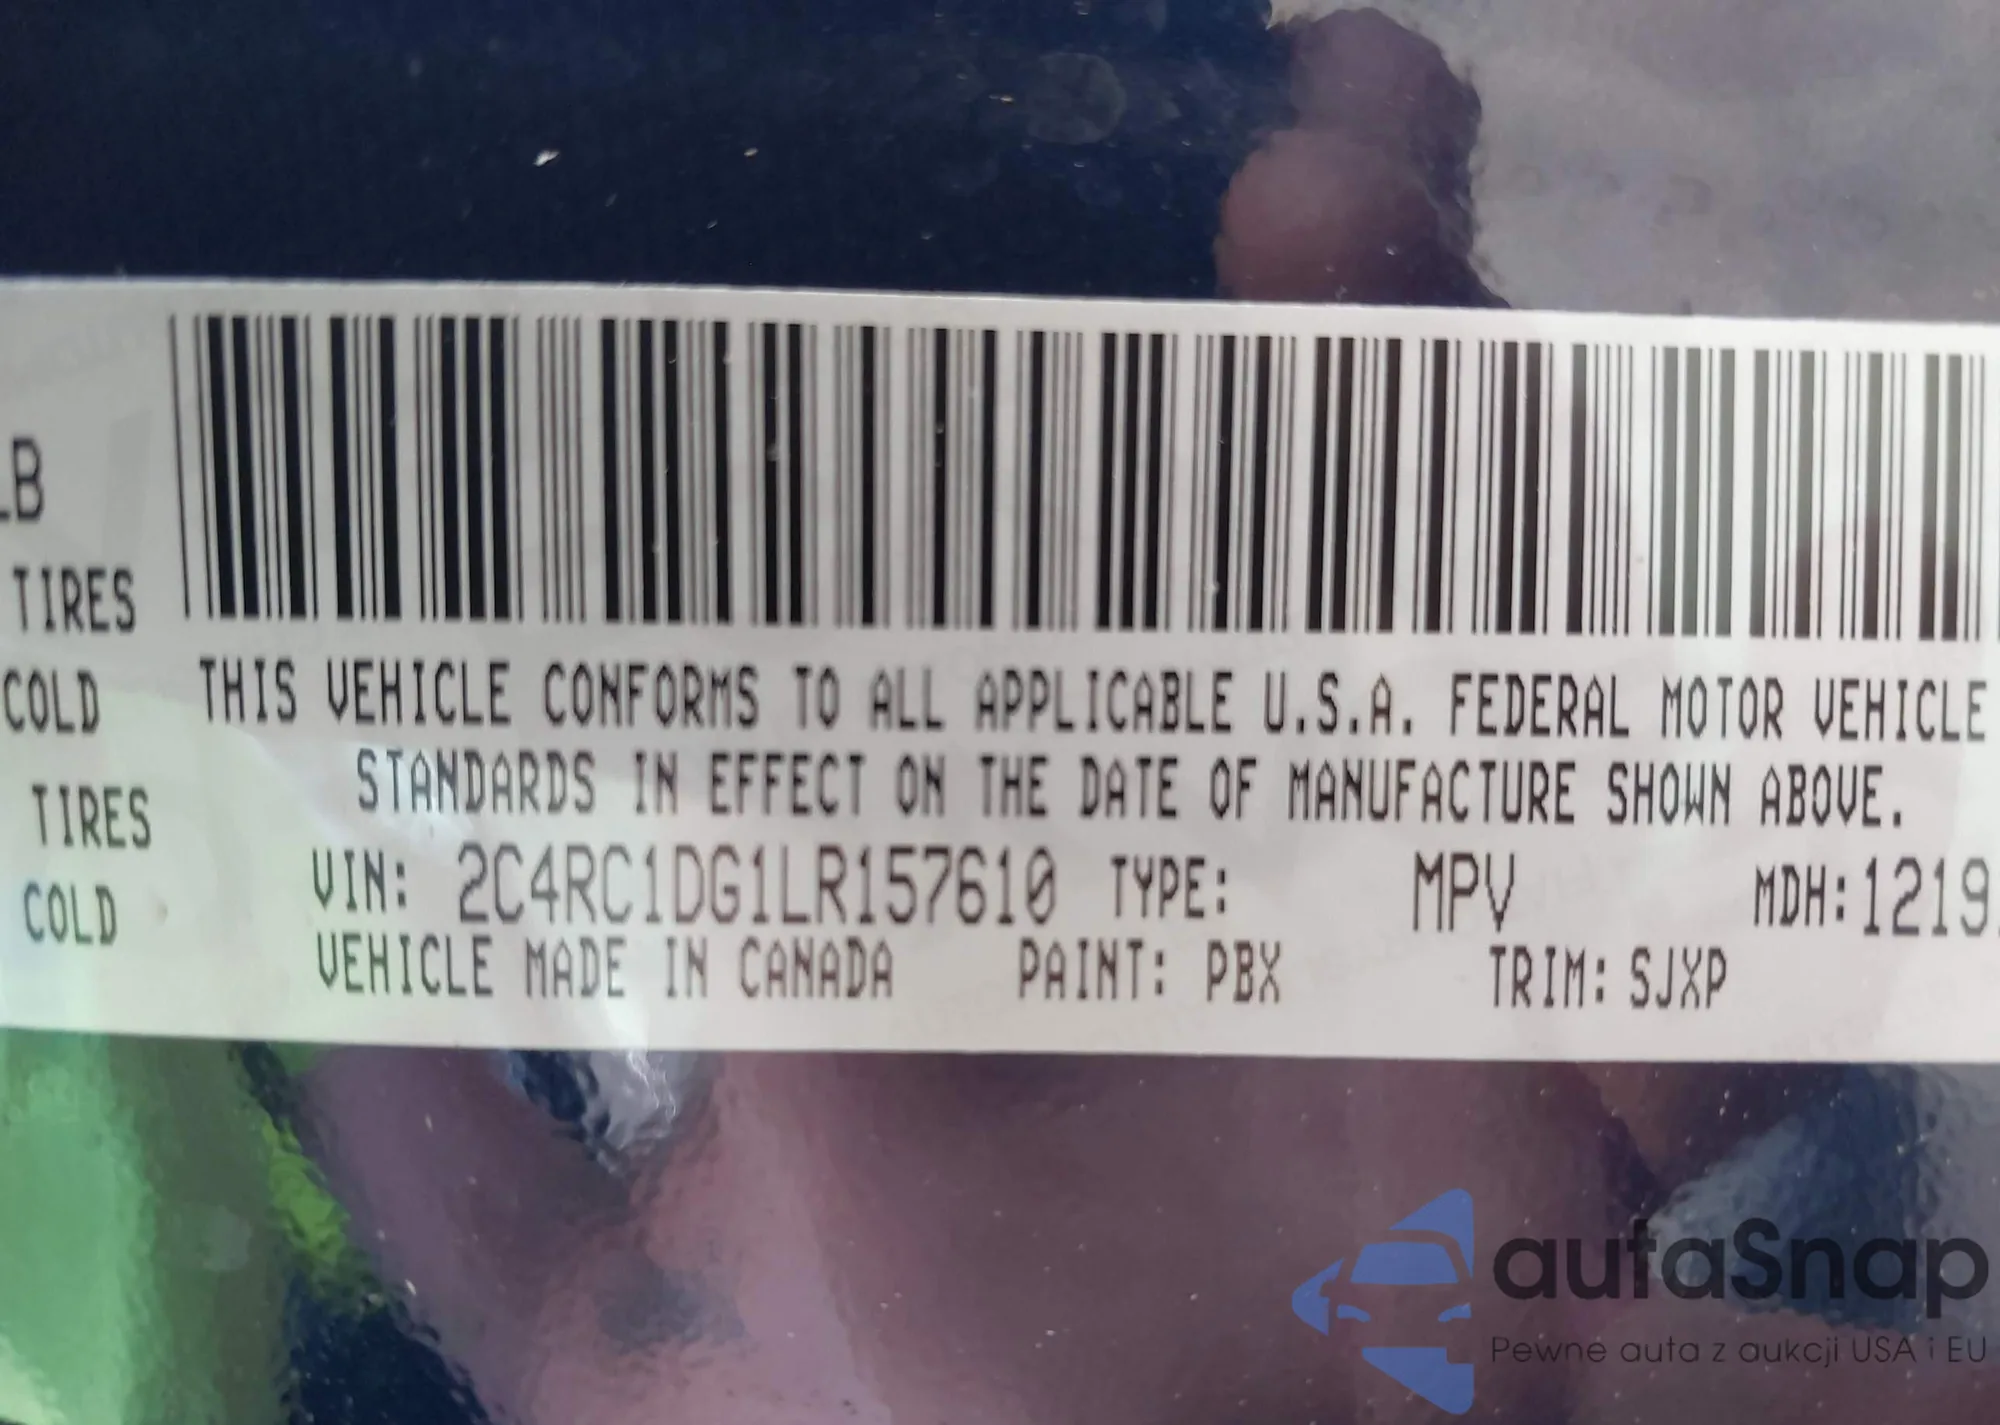 LB
TIRES
COLD
TIRES
COLD
THIS VEHICLE CONFORMS TO ALL APPLICABLE U.S.A. FEDERAL MOTOR VEHICLE
STANDARDS IN EFFECT ON THE DATE OF MANUFACTURE SHOWN ABOVE.
VIN: 2C4RC1DG1LR157610 TYPE: MPV MDH: 1219
VEHICLE MADE IN CANADA PAINT: PBX TRIM: SJXP
autaSnap
Pewne auta z aukcji USA i EU